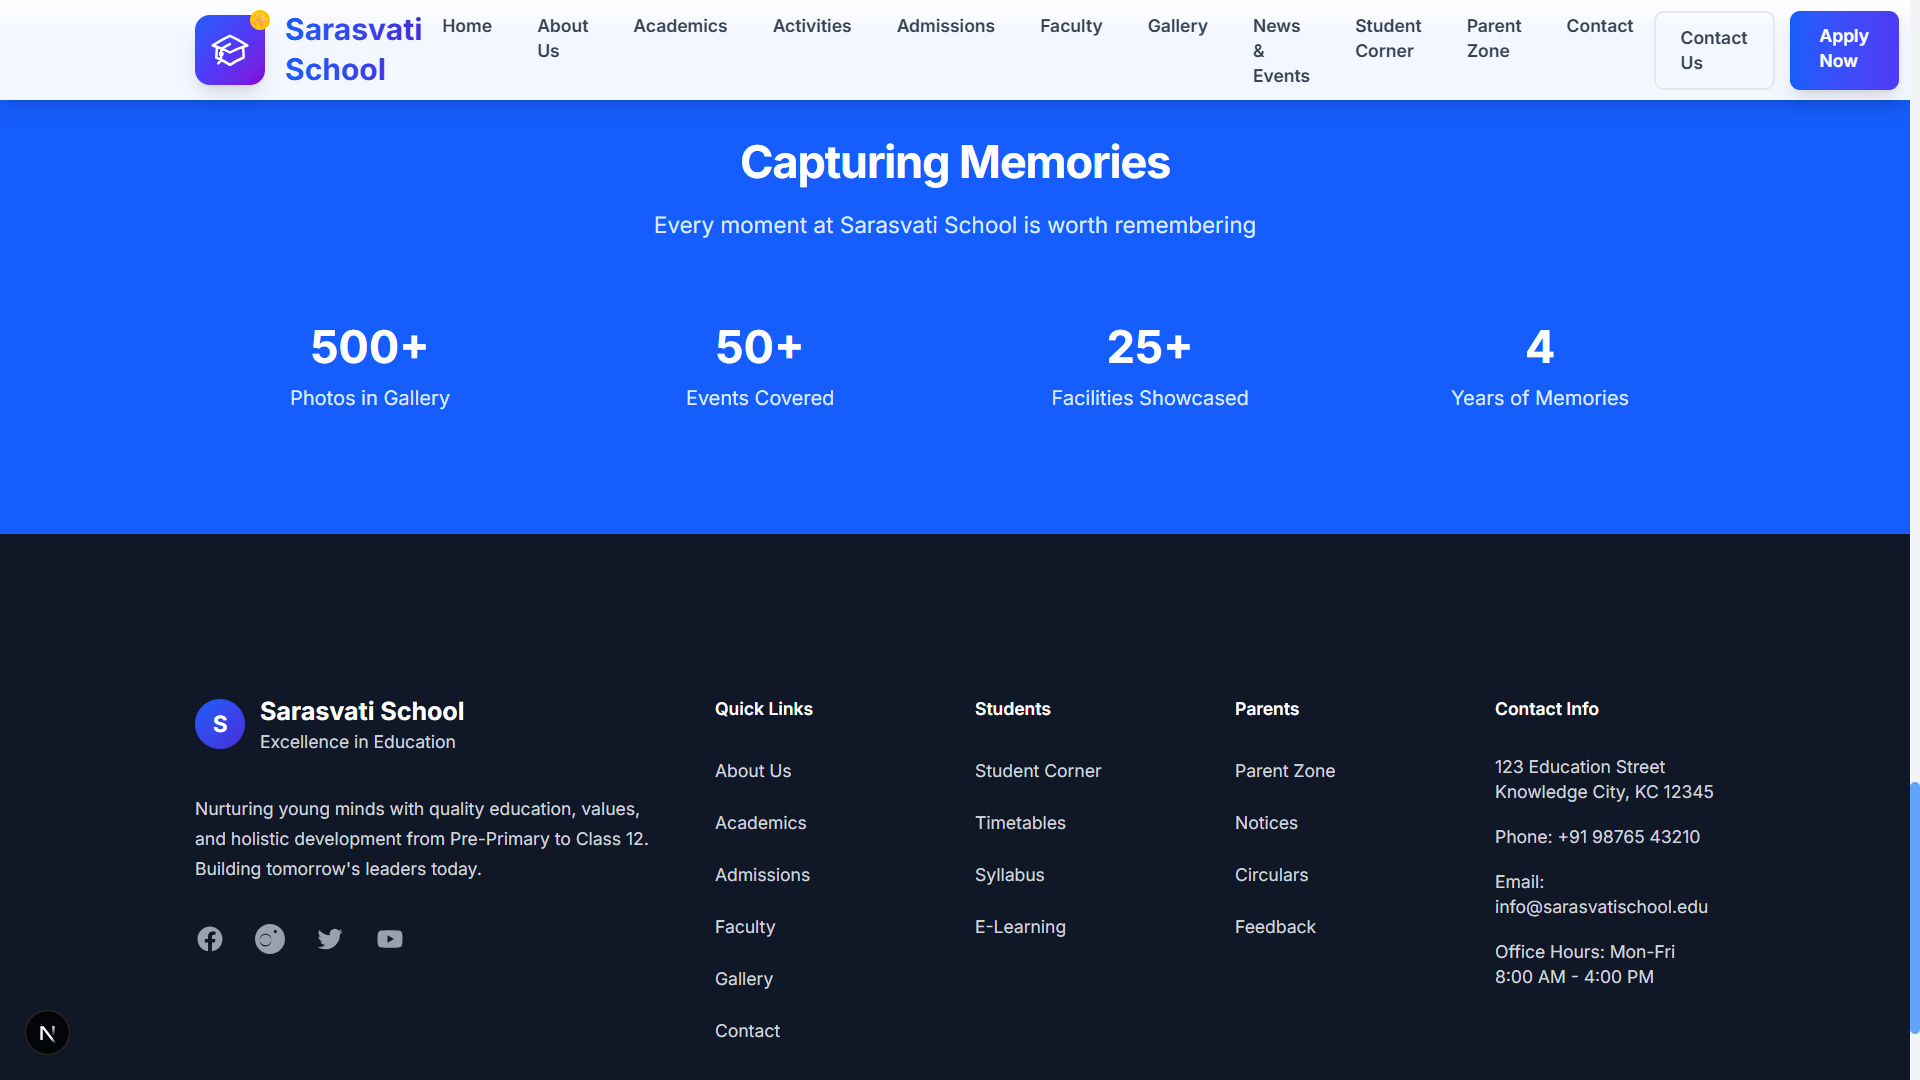 Sarasvati
School
Home
About
Us
Academics
Activities
Admissions
Faculty
Gallery
News
&
Events
Student
Corner
Parent
Zone
Contact
Contact
Us
Apply
Now
Capturing Memories
Every moment at Sarasvati School is worth remembering
500+
Photos in Gallery
50+
Events Covered
25+
Facilities Showcased
4
Years of Memories
S
Sarasvati School
Excellence in Education
Nurturing young minds with quality education, values,
and holistic development from Pre-Primary to Class 12.
Building tomorrow's leaders today.
Quick Links
About Us
Academics
Admissions
Faculty
Gallery
Contact
Students
Student Corner
Timetables
Syllabus
E-Learning
Parents
Parent Zone
Notices
Circulars
Feedback
Contact Info
123 Education Street
Knowledge City, KC 12345
Phone: +91 98765 43210
Email:
info@sarasvatischool.edu
Office Hours: Mon-Fri
8:00 AM - 4:00 PM
N